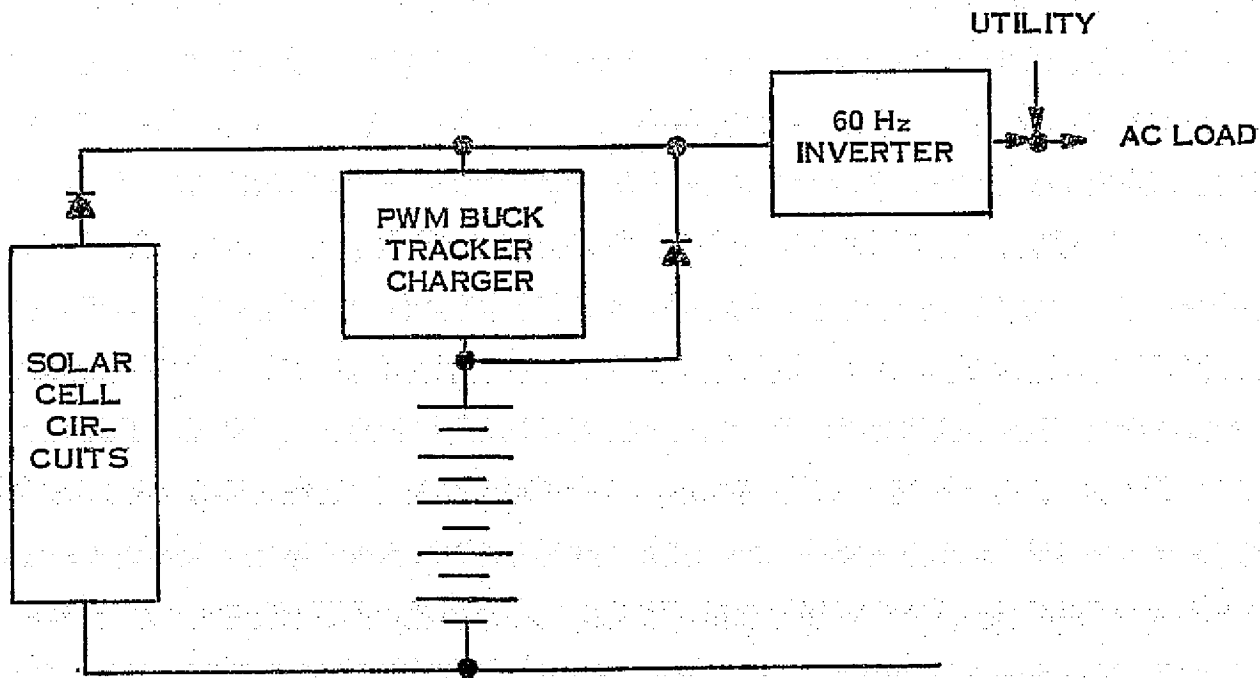 UTILITY
60 Hz
INVERTER
AC LOAD
PWM BUCK
TRACKER
CHARGER
SOLAR
CELL
CIR-
CUITS